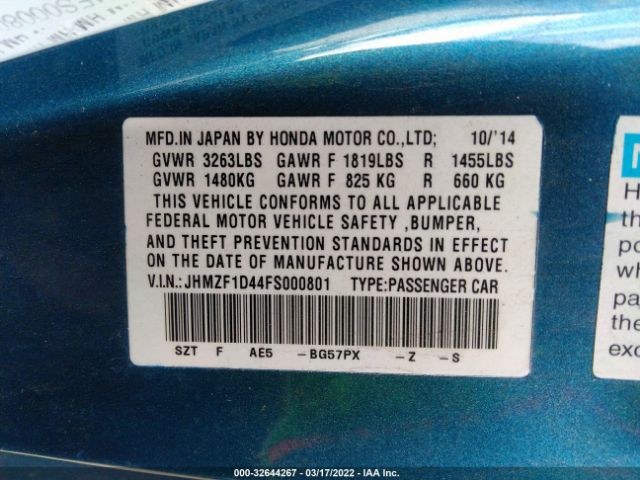 MFD.IN JAPAN BY HONDA MOTOR CO.,LTD; 10/'14
GVWR 3263LBS GAWR F 1819LBS R 1455LBS
GVWR 1480KG GAWR F 825 KG R 660 KG
THIS VEHICLE CONFORMS TO ALL APPLICABLE
FEDERAL MOTOR VEHICLE SAFETY ,BUMPER,
AND THEFT PREVENTION STANDARDS IN EFFECT
ON THE DATE OF MANUFACTURE SHOWN ABOVE.
V.I.N.: JHMZF1D44FS000801 TYPE:PASSENGER CAR
SZT F AE5 -BG57PX -Z -S
000-32644267 - 03/17/2022 - IAA Inc.